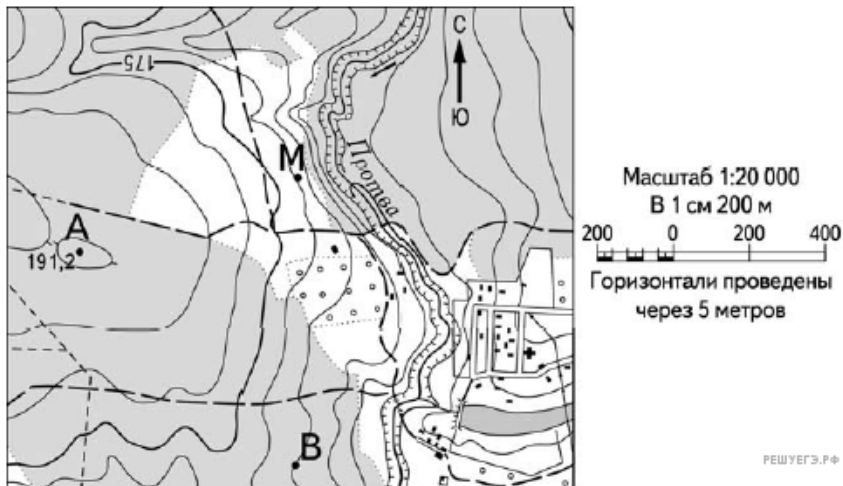 С
175
Ю
М
Протва
А
191,2
В
Масштаб 1:20 000
В 1 см 200 м
200 0 200 400
Горизонтали проведены
через 5 метров
РЕШУЕГЭ.РФ